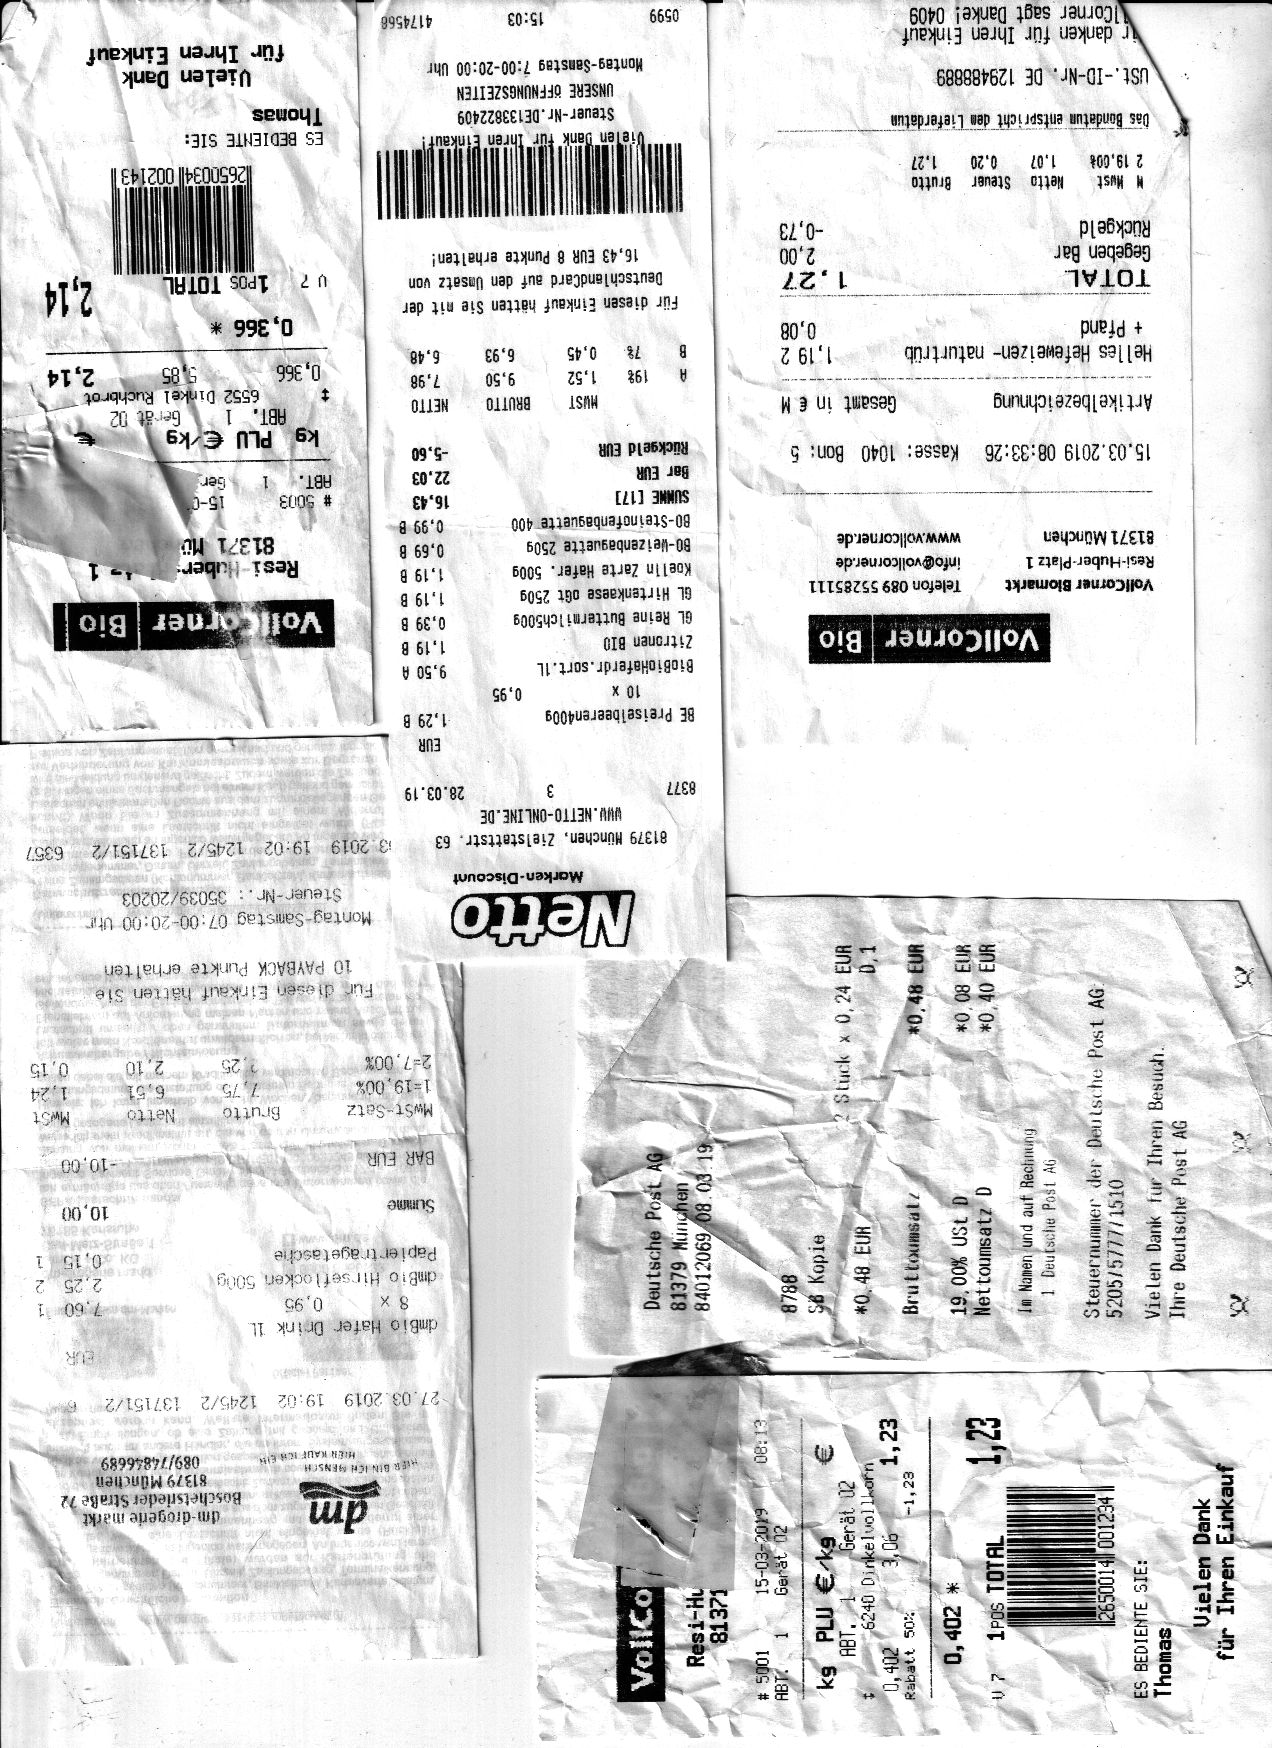 VollCorner Bio
Resi-Huber-
81371 Mü
# 5003 15-0
ABT. 1 Ger
kg PLU €/kg €
ABT. 1 Gerät 02
‡ 6552 Dinkel Ruchbrot
0,366 5,85 2,14
0,366 *
U 7 1POS TOTAL 2,14
2650034 002143
ES BEDIENTE SIE:
Thomas
Vielen Dank
für Ihren Einkauf
Netto
Marken-Discount
81379 München, Zielstattstr. 63
WWW.NETTO-ONLINE.DE
8377 3 28.03.19
EUR
BE Preiselbeeren400g 1,29 B
10 x 0,95
BioBioHaferdr.sort.1L 9,50 A
Zitronen BIO 1,19 B
GL Reine Buttermilch500g 0,39 B
GL Hirtenkaese oGt 250g 1,19 B
Koelln Zarte Hafer. 500g 1,19 B
BO-Weizenbaguette 250g 0,69 B
BO-Steinofenbaguette 400 0,99 B
SUMME [17] 16,43
Bar EUR 22.03
Rückgeld EUR -5,60
MWST BRUTTO NETTO
A 19% 1,52 9,50 7,98
B 7% 0,45 6,93 6,48
Für diesen Einkauf hätten Sie mit der
DeutschlandCard auf den Umsatz von
16,43 EUR 8 Punkte erhalten!
Vielen Dank für Ihren Einkauf!
Steuer-Nr.DE133822409
UNSERE ÖFFNUNGSZEITEN
Montag-Samstag 7:00-20:00 Uhr
0599 15:03 4174568
VollCorner Bio
VollCorner Biomarkt Telefon 089 55285111
Resi-Huber-Platz 1 info@vollcorner.de
81371 München www.vollcorner.de
15.03.2019 08:33:26 Kasse: 1040 Bon: 5
Artikelbezeichnung Gesamt in € M
Helles Hefeweizen- naturtrüb 1,19 2
+ Pfand 0,08
TOTAL 1,27
Gegeben Bar 2,00
Rückgeld -0,73
M Mwst Netto Steuer Brutto
2 19,00% 1,07 0,20 1,27
Das Bondatum entspricht dem Lieferdatum
USt.-ID-Nr. DE 129488889
ir danken für Ihren Einkauf
llCorner sagt Danke! 0409
dm
HIER BIN ICH MENSCH
HIER KAUF ICH EIN
dm-drogerie markt
Boschetsrieder Straße 72
81379 München
089/74846689
27.03.2019 19:02 1245/2 137151/2 6
EUR
dmBio Hafer Drink 1L
8 x 0,95 7,60 1
dmBio Hirseflocken 500g 2,25 2
Papiertragetasche 0,15 1
Summe 10,00
BAR EUR -10,00
MwSt-Satz Brutto Netto MwSt
1=19,00% 7,75 6,51 1,24
2=7,00% 2,25 2,10 0,15
Für diesen Einkauf hätten Sie
10 PAYBACK Punkte erhalten
Montag-Samstag 07:00-20:00 Uhr
Steuer-Nr.: 35039/20203
3.2019 19:02 1245/2 137151/2 6357
Deutsche Post AG
81379 München
84012069 08.03.19
8788
SB Kopie
2 Stück x 0,24 EUR
*0,48 EUR D,1
Bruttoumsatz *0,48 EUR
19,00% USt D *0,08 EUR
Nettoumsatz D *0,40 EUR
Im Namen und auf Rechnung
1 Deutsche Post AG
Steuernummer der Deutsche Post AG
5205/5777/1510
Vielen Dank für Ihren Besuch.
Ihre Deutsche Post AG
VollCo
Resi-Hu
81371
# 5001 15-03-2019 08:13
ABT. 1 Gerät 02
kg PLU €/kg €
ABT. 1 Gerät 02
‡ 6240 Dinkelvollkorn
0,402 3,06 1,23
Rabatt 50% -1,23
0,402 *
U 7 1POS TOTAL 1,23
2650014 001234
ES BEDIENTE SIE:
Thomas
Vielen Dank
für Ihren Einkauf